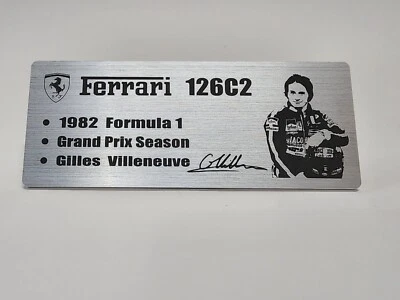 Ferrari 126C2
• 1982 Formula 1
• Grand Prix Season
• Gilles Villeneuve